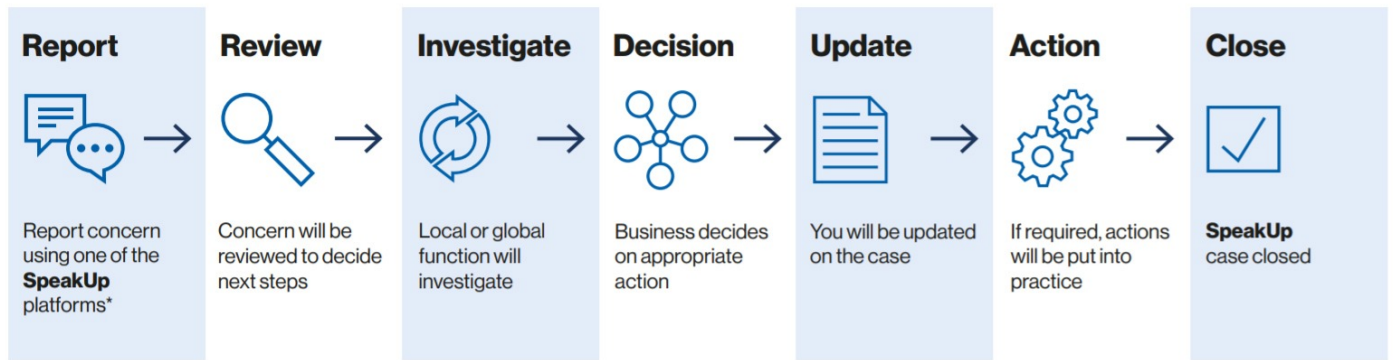 Report
Report concern
using one of the
SpeakUp
platforms*
Review
Concern will be
reviewed to decide
next steps
Investigate
Local or global
function will
investigate
Decision
Business decides
on appropriate
action
Update
You will be updated
on the case
Action
If required, actions
will be put into
practice
Close
SpeakUp
case closed